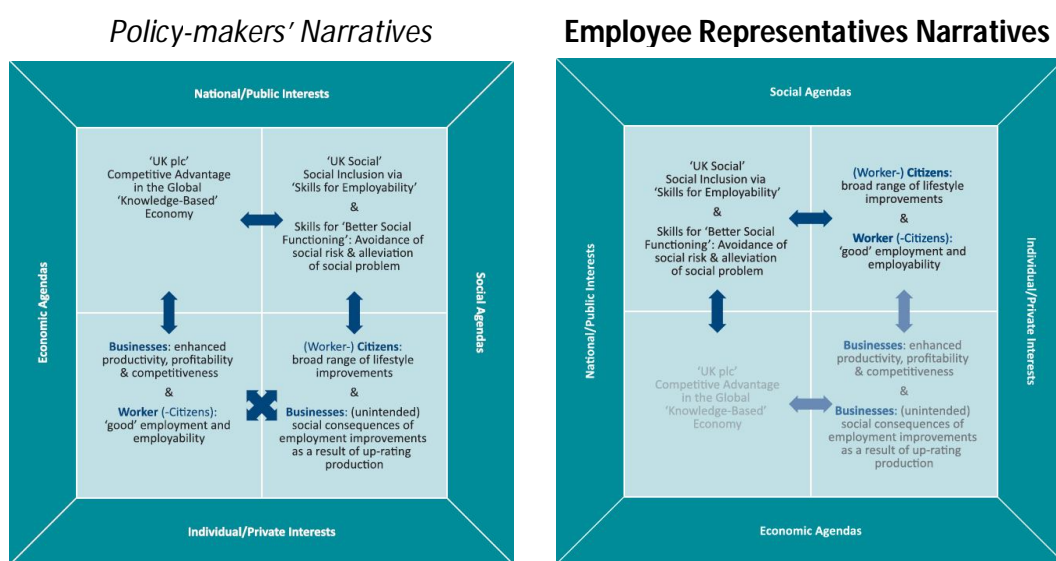 Policy-makers' Narratives
National/Public Interests
Economic Agendas
'UK plc'
Competitive Advantage
in the Global
'Knowledge-Based'
Economy
'UK Social'
Social Inclusion via
'Skills for Employability'
&
Skills for 'Better Social
Functioning': Avoidance of
social risk & alleviation
of social problem
Social Agendas
Businesses: enhanced
productivity, profitability
& competitiveness
&
Worker (-Citizens):
'good' employment and
employability
(Worker-) Citizens:
broad range of lifestyle
improvements
&
Businesses: (unintended)
social consequences of
employment improvements
as a result of up-rating
production
Individual/Private Interests
Employee Representatives Narratives
Social Agendas
National/Public Interests
'UK Social'
Social Inclusion via
'Skills for Employability'
&
Skills for 'Better Social
Functioning': Avoidance of
social risk & alleviation
of social problem
(Worker-) Citizens:
broad range of lifestyle
improvements
&
Worker (-Citizens):
'good' employment and
employability
Individual/Private Interests
'UK plc'
Competitive Advantage
in the Global
'Knowledge-Based'
Economy
Businesses: enhanced
productivity, profitability
& competitiveness
&
Businesses: (unintended)
social consequences of
employment improvements
as a result of up-rating
production
Economic Agendas